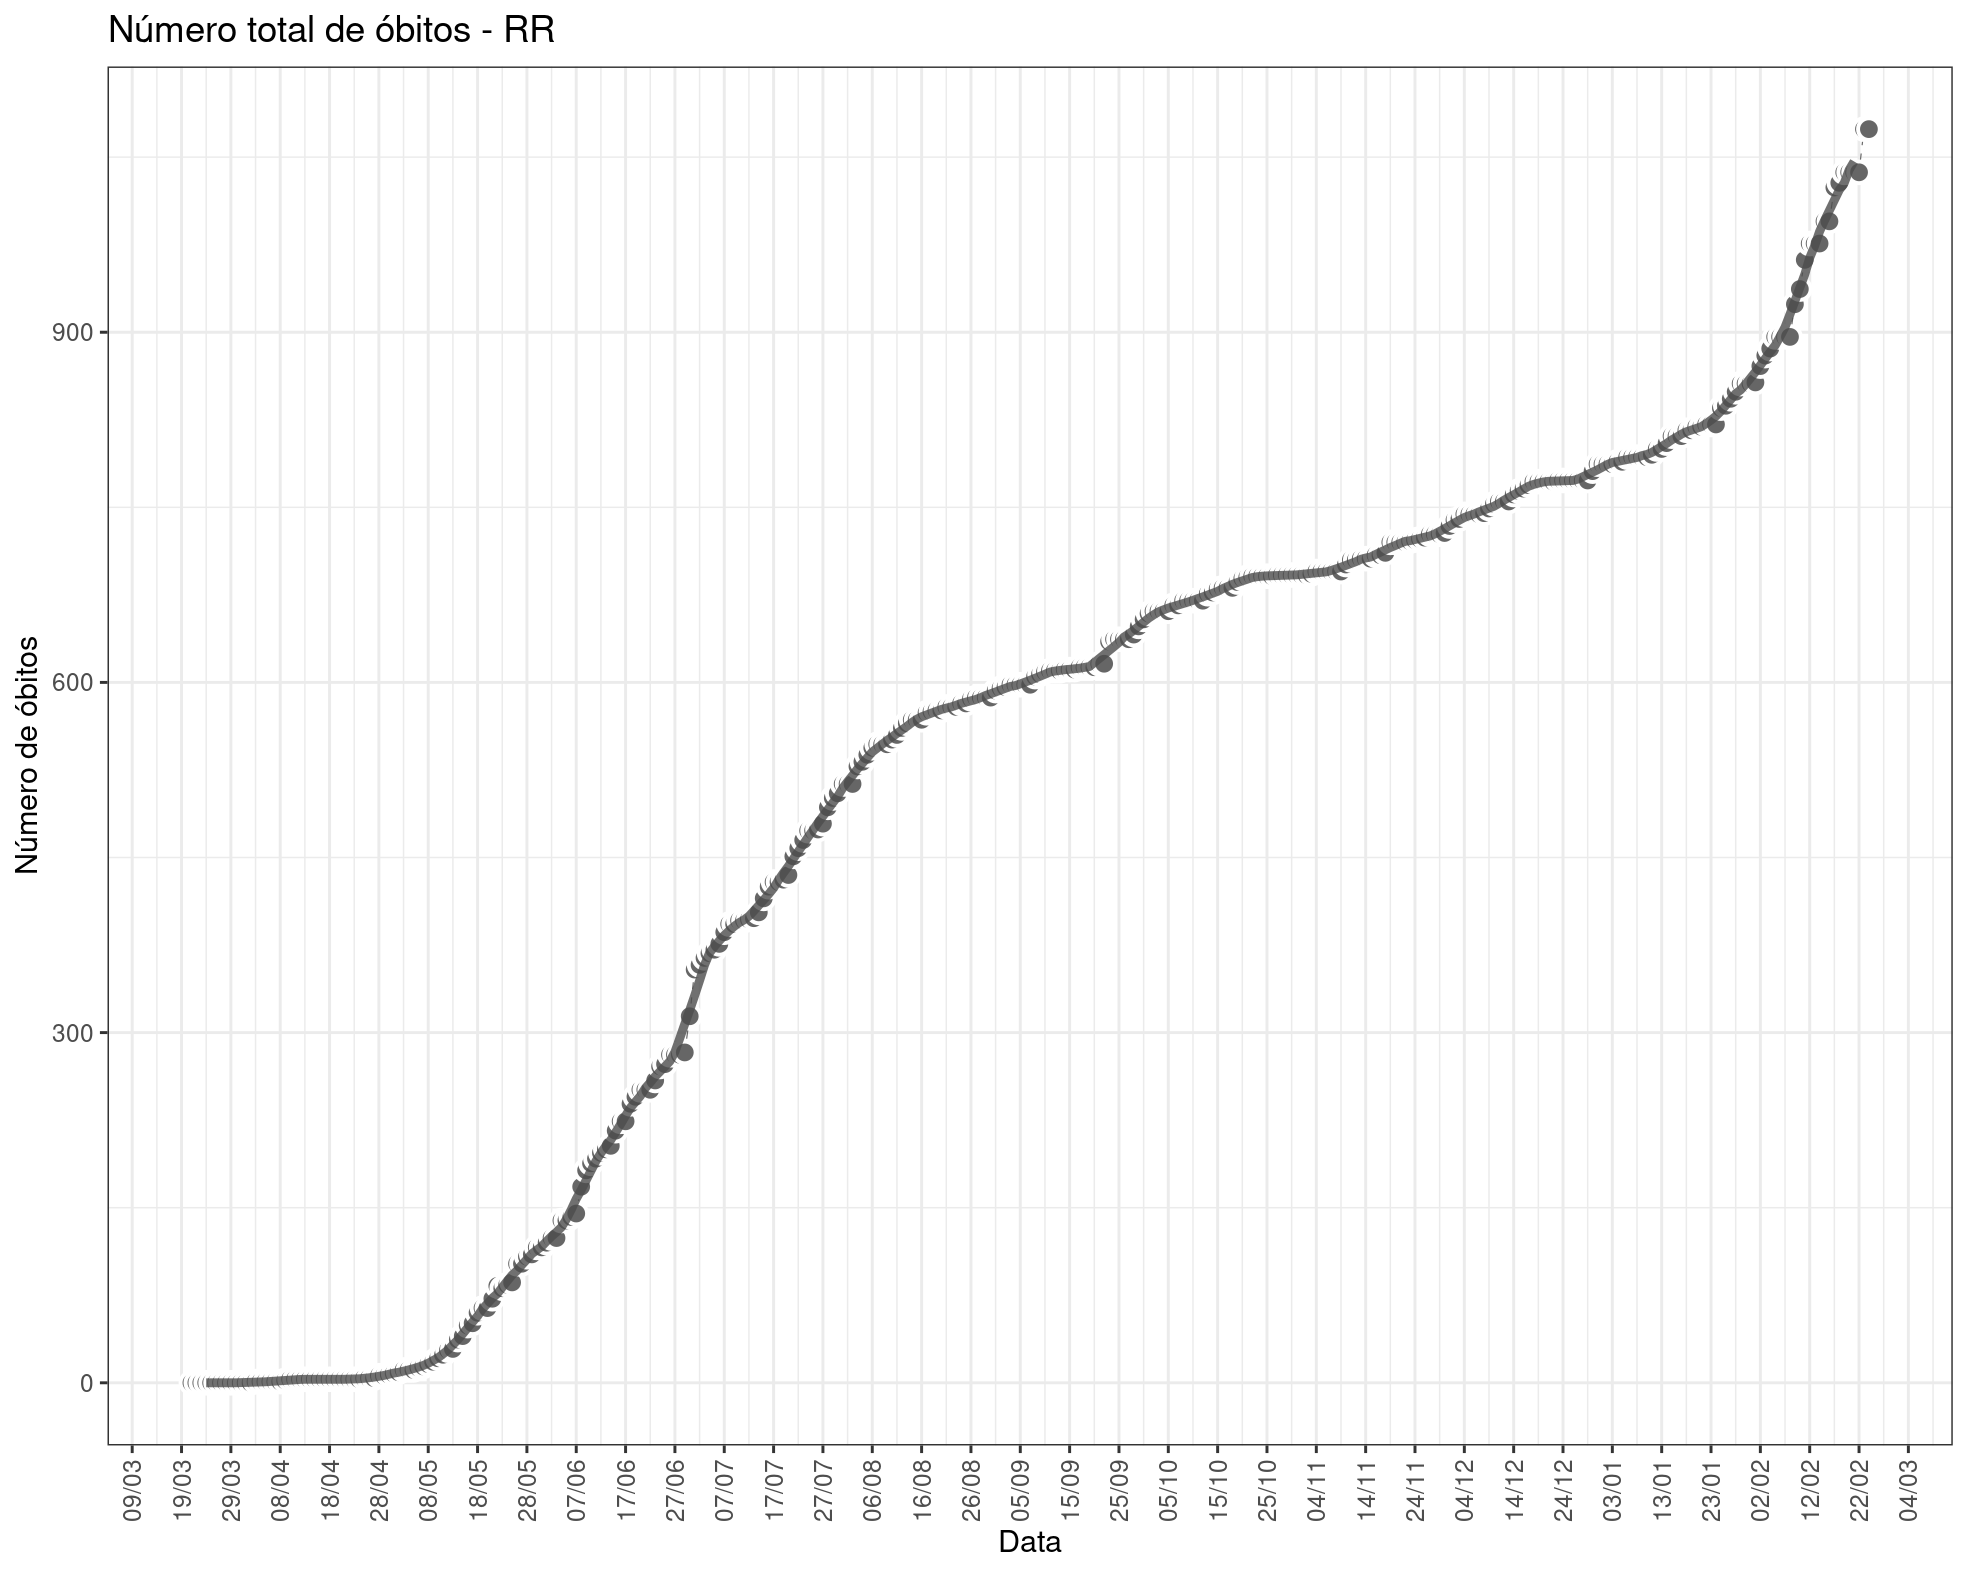 Número total de óbitos - RR
Número de óbitos
900
600
300
0
09/03 19/03 29/03 08/04 18/04 28/04 08/05 18/05 28/05 07/06 17/06 27/06 07/07 17/07 27/07 06/08 16/08 26/08 05/09 15/09 25/09 05/10 15/10 25/10 04/11 14/11 24/11 04/12 14/12 24/12 03/01 13/01 23/01 02/02 12/02 22/02 04/03
Data